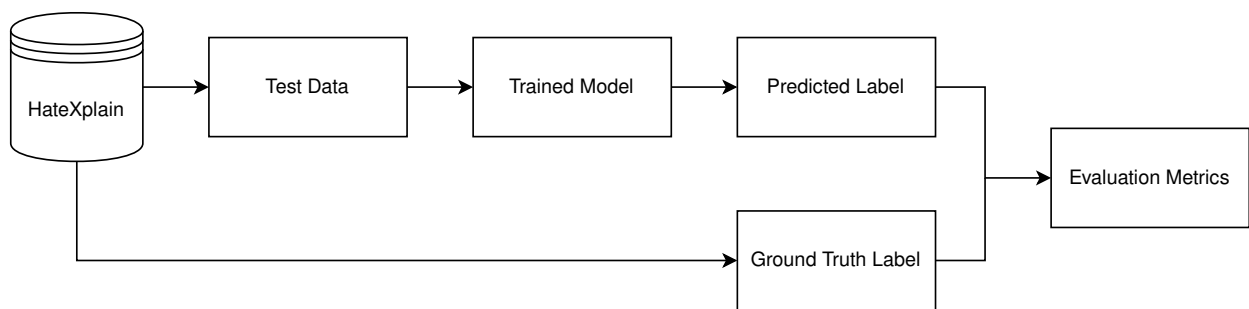 HateXplain
Test Data
Trained Model
Predicted Label
Evaluation Metrics
Ground Truth Label